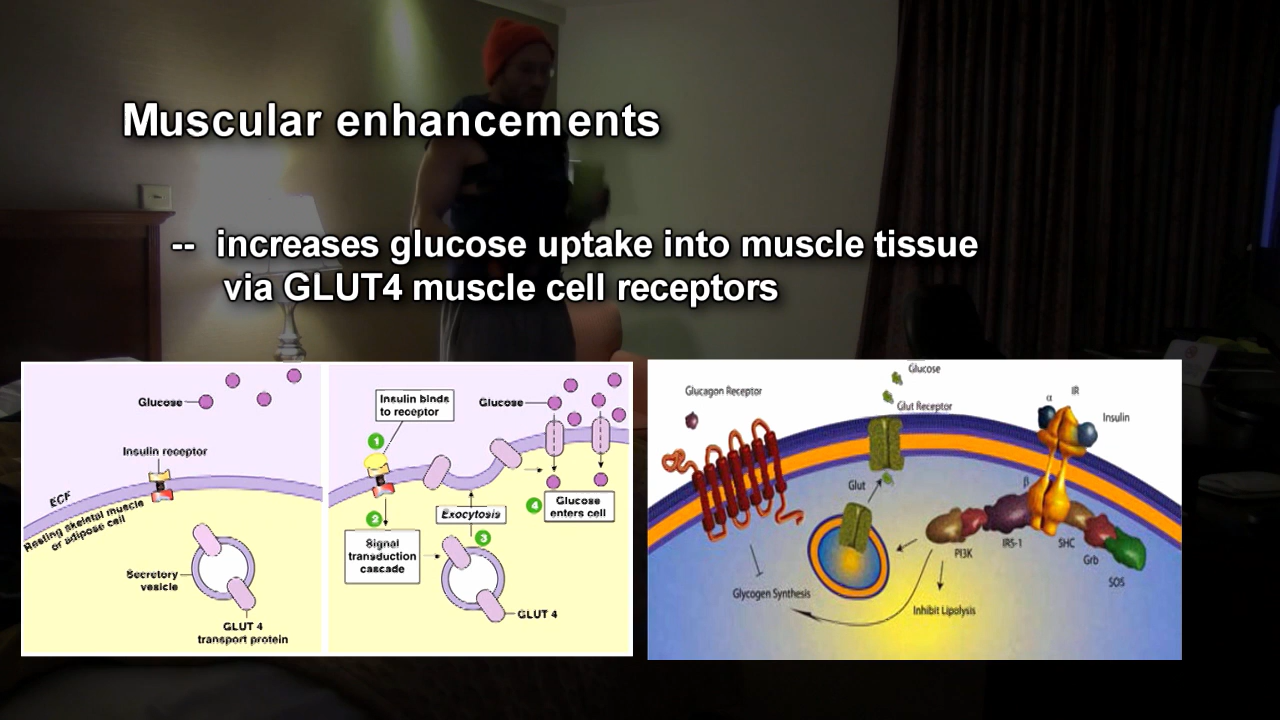 Muscular enhancements
-- increases glucose uptake into muscle tissue
via GLUT4 muscle cell receptors
Glucose
Insulin receptor
ECF
Resting skeletal muscle
or adipose cell
Secretory
vesicle
GLUT 4
transport protein
Insulin binds
to receptor
Glucose
1
2
Signal
transduction
cascade
Exocytosis
3
4
Glucose
enters cell
GLUT 4
Glucagon Receptor
Glucose
Glut Receptor
α
IR
Insulin
Glut
β
PI3K
IRS-1
SHC
Grb
SOS
Glycogen Synthesis
Inhibit Lipolysis